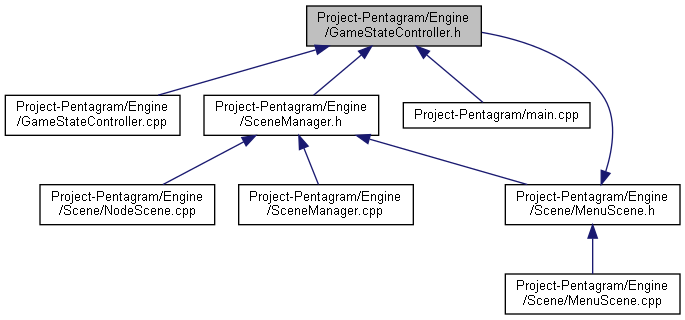 Project-Pentagram/Engine
/GameStateController.h
Project-Pentagram/Engine
/GameStateController.cpp
Project-Pentagram/Engine
/SceneManager.h
Project-Pentagram/main.cpp
Project-Pentagram/Engine
/Scene/NodeScene.cpp
Project-Pentagram/Engine
/SceneManager.cpp
Project-Pentagram/Engine
/Scene/MenuScene.h
Project-Pentagram/Engine
/Scene/MenuScene.cpp